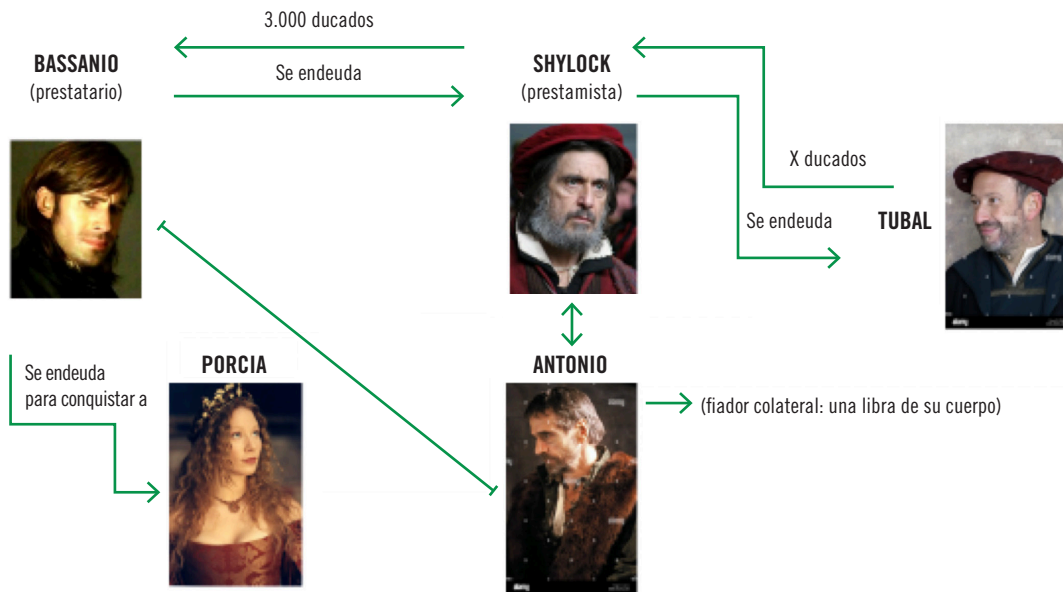 3.000 ducados
BASSANIO
(prestatario)
Se endeuda
SHYLOCK
(prestamista)
X ducados
Se endeuda
TUBAL
Se endeuda
para conquistar a
PORCIA
ANTONIO
(fiador colateral: una libra de su cuerpo)